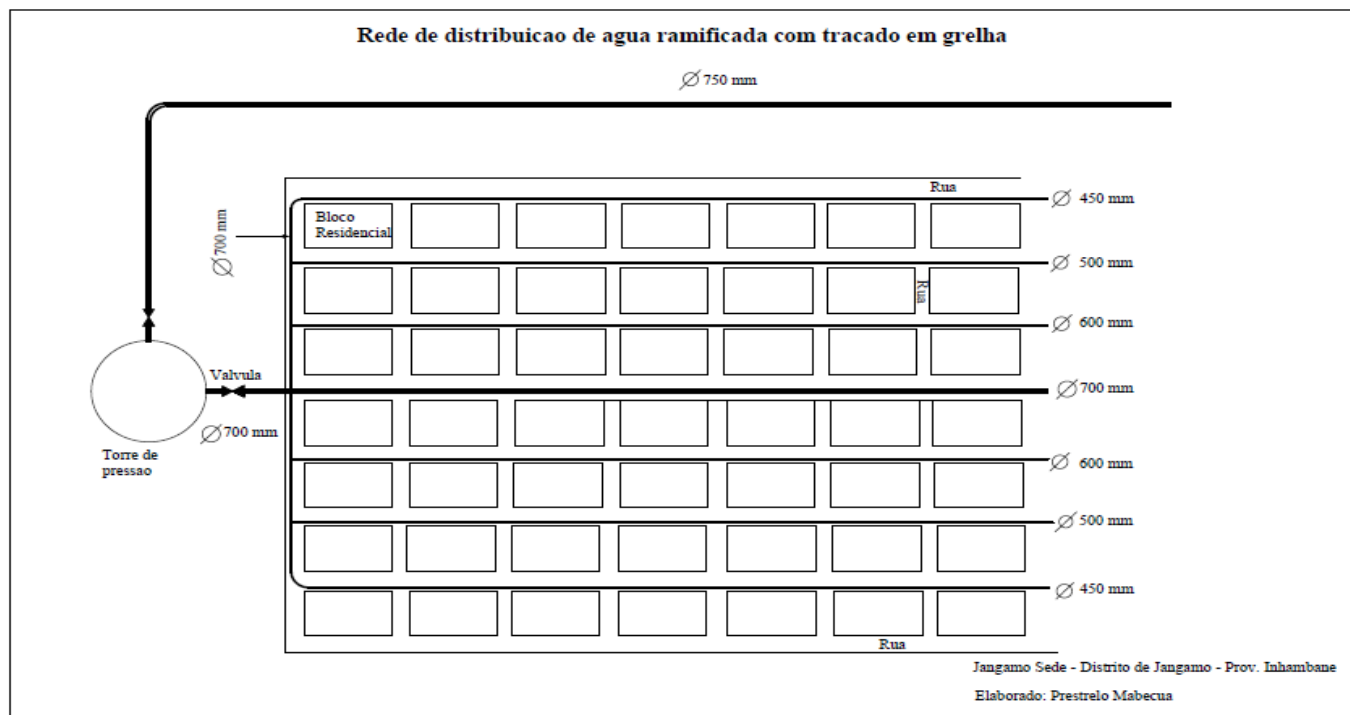 Rede de distribuicao de agua ramificada com tracado em grelha
∅ 750 mm
Rua
∅ 450 mm
∅ 700 mm
Bloco
Residencial
∅ 500 mm
Rua
∅ 600 mm
Valvula
∅ 700 mm
∅ 700 mm
Torre de
pressao
∅ 600 mm
∅ 500 mm
∅ 450 mm
Rua
Jangamo Sede - Distrito de Jangamo - Prov. Inhambane
Elaborado: Prestrelo Mabecua